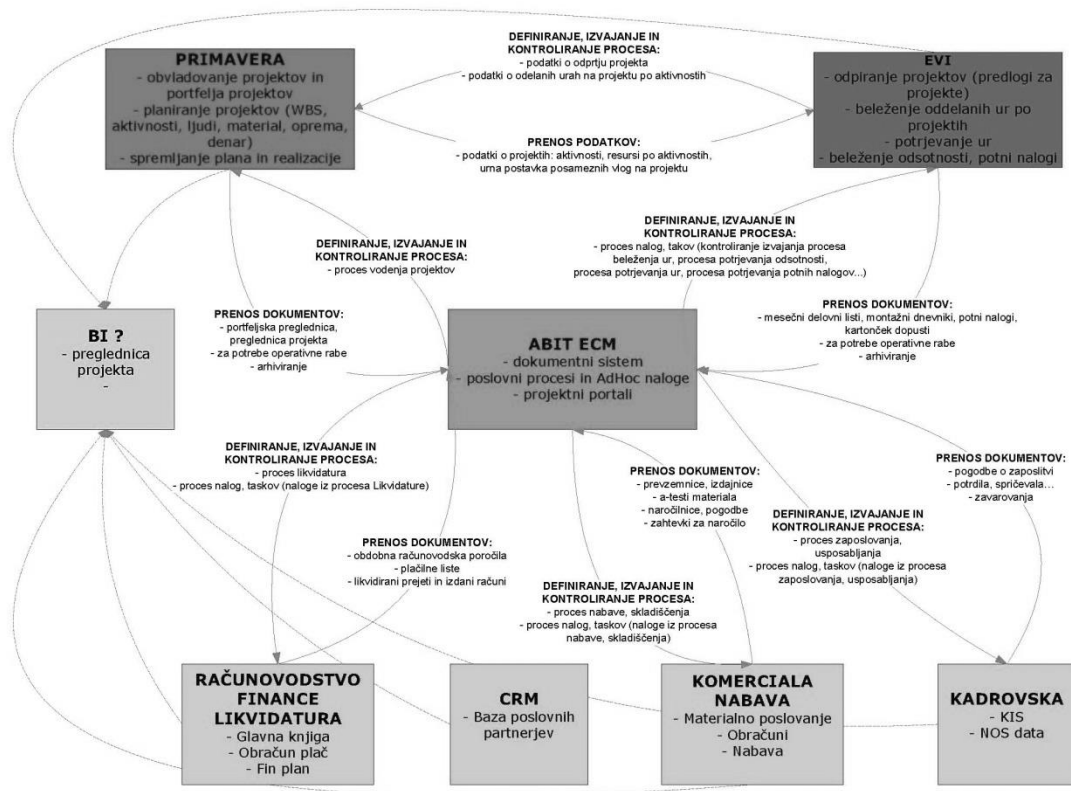 DEFINIRANJE, IZVAJANJE IN
KONTROLIRANJE PROCESA:
- podatki o odprtju projekta
- podatki o odelanih urah na projektu po aktivnostih
PRIMAVERA
- obvladovanje projektov in
portfelja projektov
- planiranje projektov (WBS,
aktivnosti, ljudi, material, oprema,
denar)
- spremljanje plana in realizacije
EVI
- odpiranje projektov (predlogi za
projekte)
- beleženje oddelanih ur po
projektih
- potrjevanje ur
- beleženje odsotnosti, potni nalogi
PRENOS PODATKOV:
- podatki o projektih: aktivnosti, resursi po aktivnostih,
urna postavka posameznih vlog na projektu
DEFINIRANJE, IZVAJANJE IN
KONTROLIRANJE PROCESA:
- proces vodenja projektov
DEFINIRANJE, IZVAJANJE IN
KONTROLIRANJE PROCESA:
- proces nalog, takov (kontroliranje izvajanja procesa
beleženja ur, procesa potrjevanja odsotnosti,
procesa potrjevanja ur, procesa potrjevanja potnih nalogov...)
PRENOS DOKUMENTOV:
- portfeljska preglednica,
preglednica projekta
- za potrebe operativne rabe
- arhiviranje
PRENOS DOKUMENTOV:
- mesečni delovni listi, montažni dnevniki, potni nalogi,
kartonček dopusti
- za potrebe operativne rabe
- arhiviranje
BI ?
- preglednica
projekta
-
ABIT ECM
- dokumentni sistem
- poslovni procesi in AdHoc naloge
- projektni portali
DEFINIRANJE, IZVAJANJE IN
KONTROLIRANJE PROCESA:
- proces likvidatura
- proces nalog, taskov (naloge iz procesa Likvidature)
PRENOS DOKUMENTOV:
- prevzemnice, izdajnice
- a-testi materiala
- naročilnice, pogodbe
- zahtevki za naročilo
PRENOS DOKUMENTOV:
- pogodbe o zaposlitvi
- potrdila, spričevala...
- zavarovanja
DEFINIRANJE, IZVAJANJE IN
KONTROLIRANJE PROCESA:
- proces zaposlovanja,
usposabljanja
- proces nalog, taskov (naloge iz procesa
zaposlovanja, usposabljanja)
PRENOS DOKUMENTOV:
- obdobna računovodska poročila
- plačilne liste
- likvidirani prejeti in izdani računi
DEFINIRANJE, IZVAJANJE IN
KONTROLIRANJE PROCESA:
- proces nabave, skladiščenja
- proces nalog, taskov (naloge iz procesa
nabave, skladiščenja)
RAČUNOVODSTVO
FINANCE
LIKVIDATURA
- Glavna knjiga
- Obračun plač
- Fin plan
CRM
- Baza poslovnih
partnerjev
KOMERCIALA
NABAVA
- Materialno poslovanje
- Obračuni
- Nabava
KADROVSKA
- KIS
- NOS data